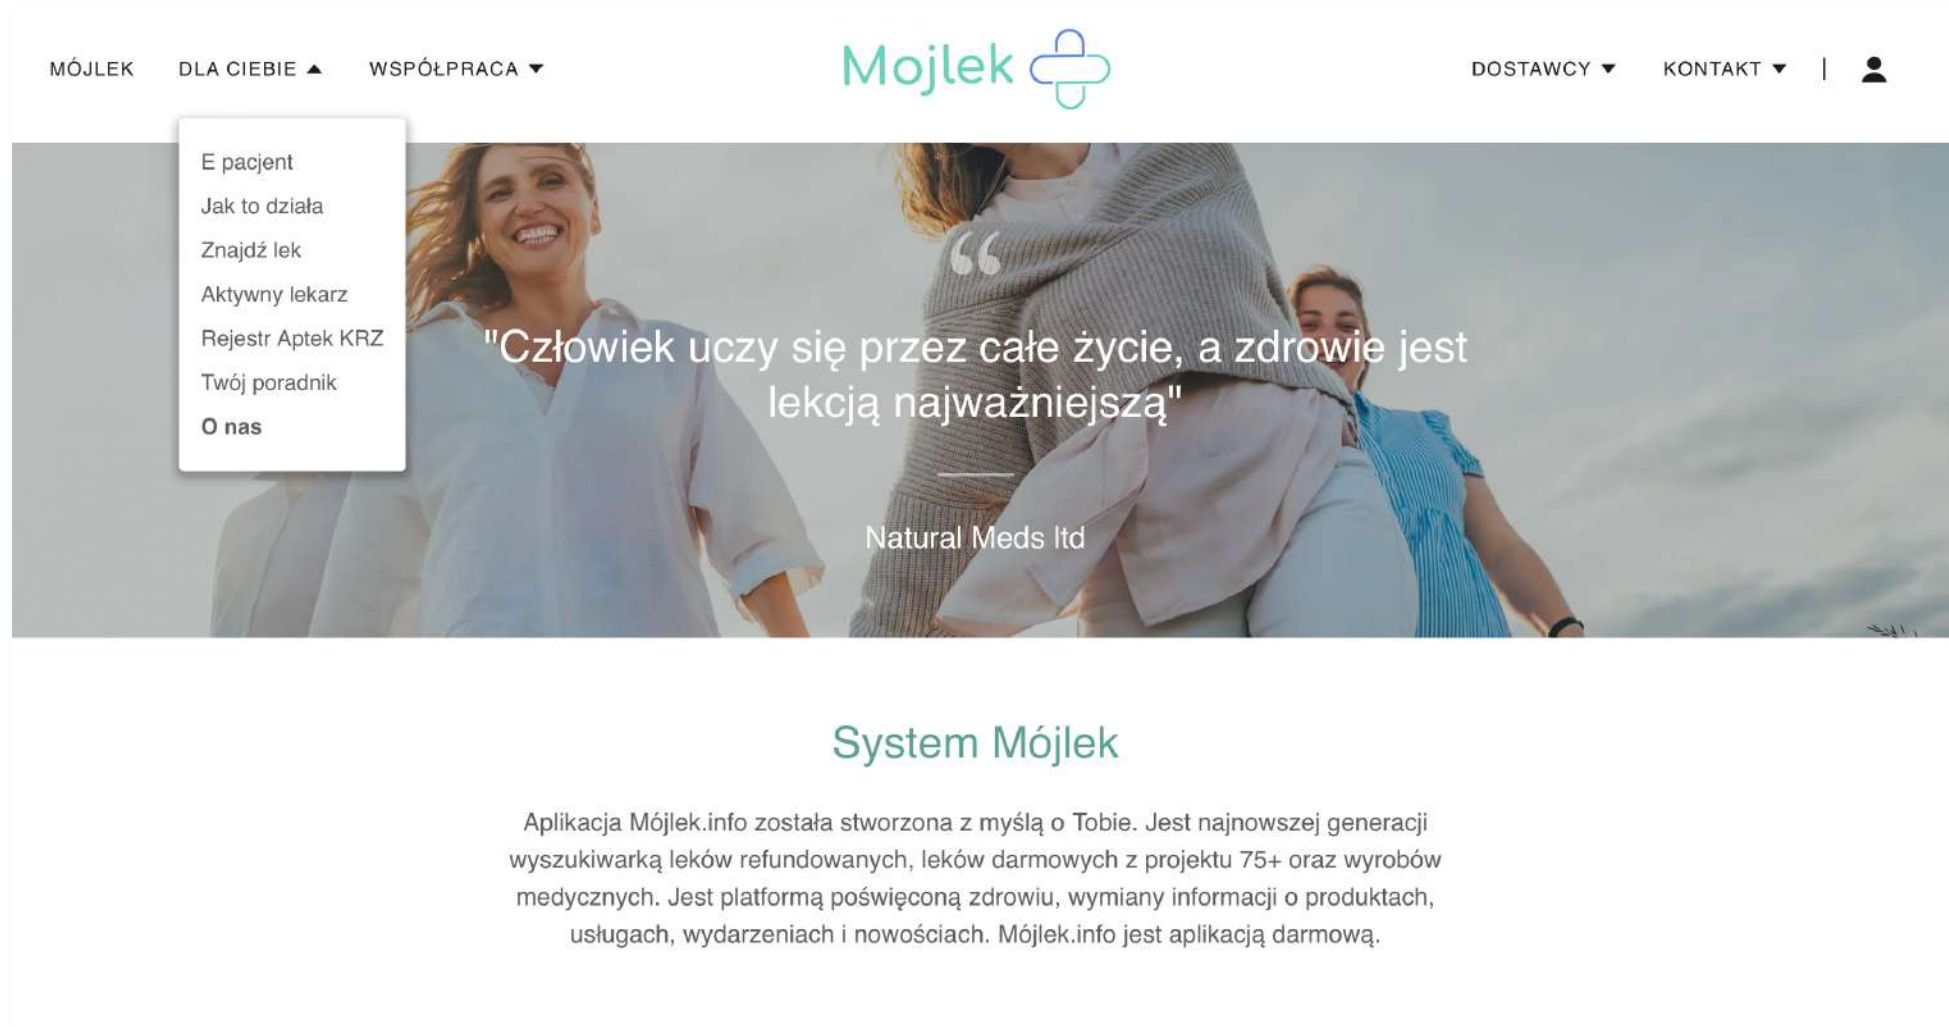 MÓJLEK
DLA CIEBIE
WSPÓŁPRACA
Mojlek
DOSTAWCY
KONTAKT
E pacjent
Jak to działa
Znajdź lek
Aktywny lekarz
Rejestr Aptek KRZ
Twój poradnik
O nas
“
"Człowiek uczy się przez całe życie, a zdrowie jest
lekcją najważniejszą"
Natural Meds ltd
System Mójlek
Aplikacja Mójlek.info została stworzona z myślą o Tobie. Jest najnowszej generacji
wyszukiwarką leków refundowanych, leków darmowych z projektu 75+ oraz wyrobów
medycznych. Jest platformą poświęconą zdrowiu, wymiany informacji o produktach,
usługach, wydarzeniach i nowościach. Mójlek.info jest aplikacją darmową.